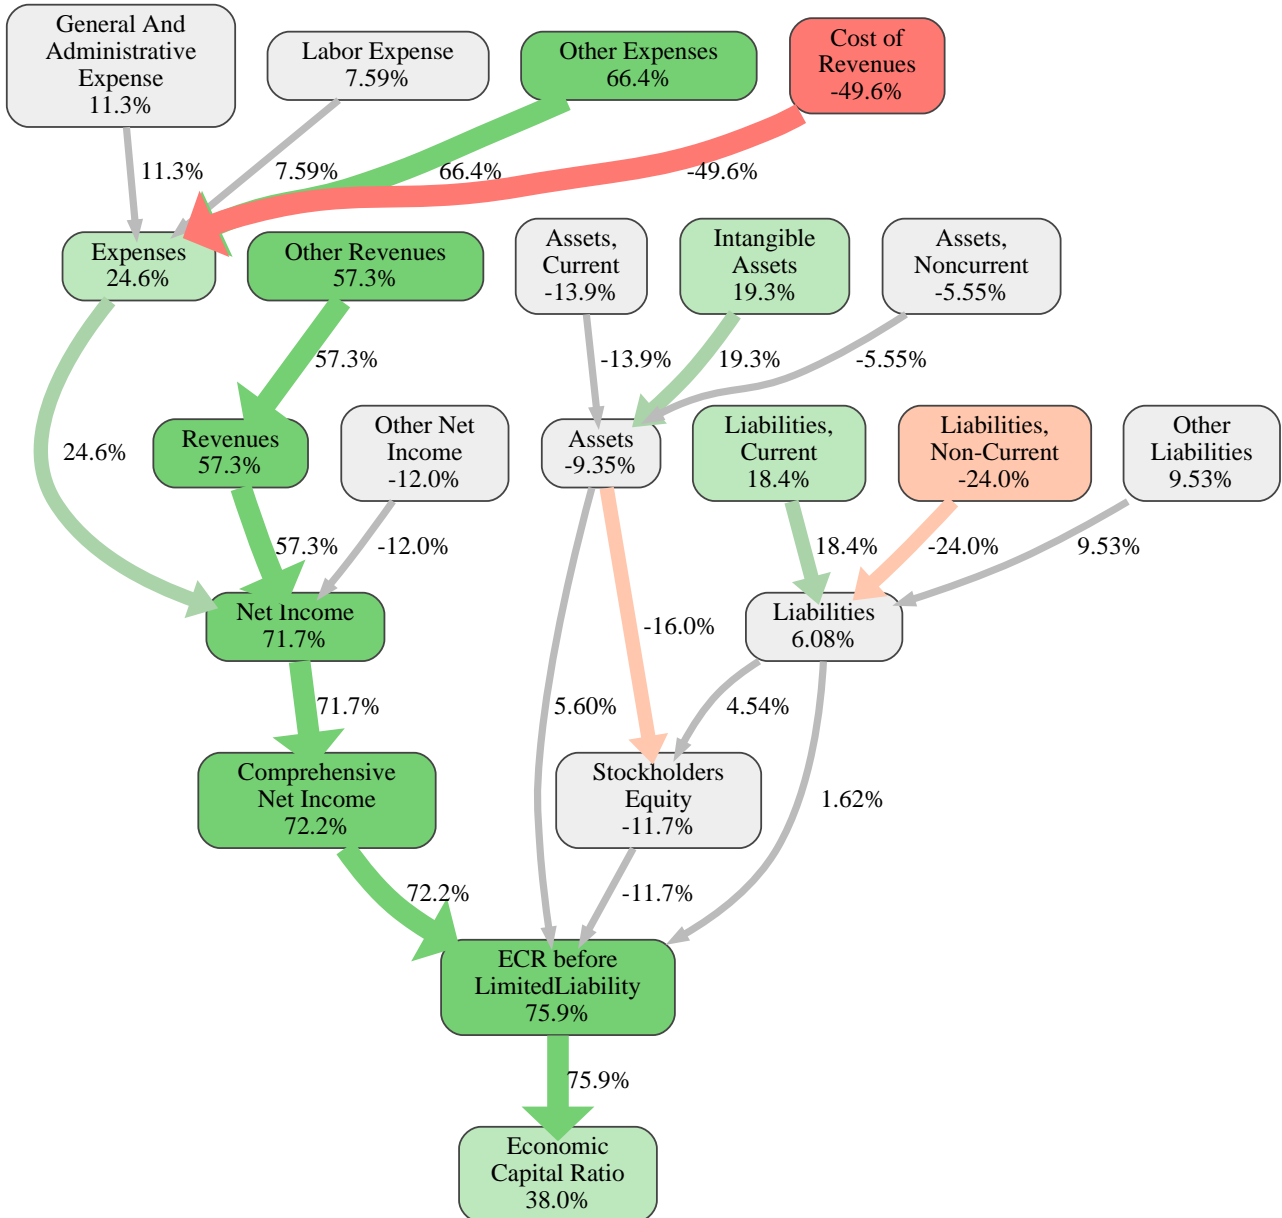 General And
Administrative
Expense
11.3%
Labor Expense
7.59%
Other Expenses
66.4%
Cost of
Revenues
-49.6%
11.3%
7.59%
66.4%
-49.6%
Expenses
24.6%
Other Revenues
57.3%
Assets,
Current
-13.9%
Intangible
Assets
19.3%
Assets,
Noncurrent
-5.55%
57.3%
-13.9%
19.3%
-5.55%
24.6%
Revenues
57.3%
Other Net
Income
-12.0%
Assets
-9.35%
Liabilities,
Current
18.4%
Liabilities,
Non-Current
-24.0%
Other
Liabilities
9.53%
57.3%
-12.0%
18.4%
-24.0%
9.53%
Net Income
71.7%
-16.0%
Liabilities
6.08%
71.7%
5.60%
4.54%
1.62%
Comprehensive
Net Income
72.2%
Stockholders
Equity
-11.7%
72.2%
-11.7%
ECR before
LimitedLiability
75.9%
75.9%
Economic
Capital Ratio
38.0%